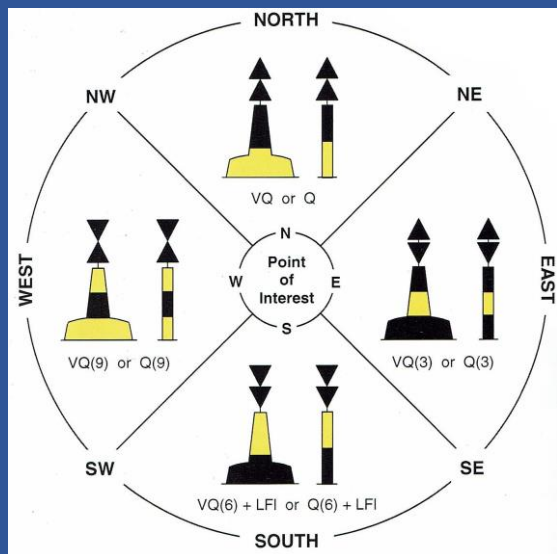 NORTH
NW
NE
VQ or Q
N
WEST
W
Point
of
Interest
E
EAST
S
VQ(9) or Q(9)
VQ(3) or Q(3)
SW
SE
VQ(6) + LFl or Q(6) + LFl
SOUTH